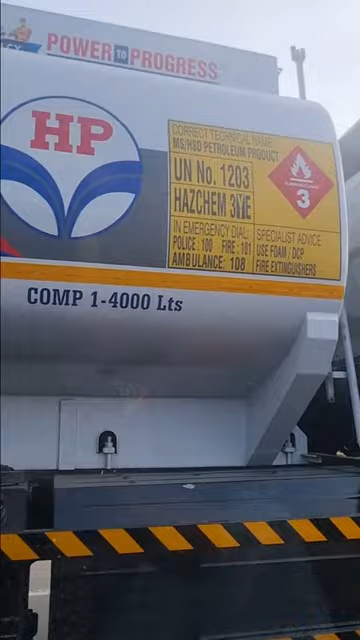 POWER TO PROGRESS
HP
CORRECT TECHNICAL NAME:
MS/HSD PETROLEUM PRODUCT
UN No. 1203
HAZCHEM 3YE
3
IN EMERGENCY DIAL:
POLICE: 100 FIRE: 101
AMBULANCE: 108
SPECIALIST ADVICE
USE FOAM / DCP
FIRE EXTINGUISHERS
COMP 1-4000 Lts